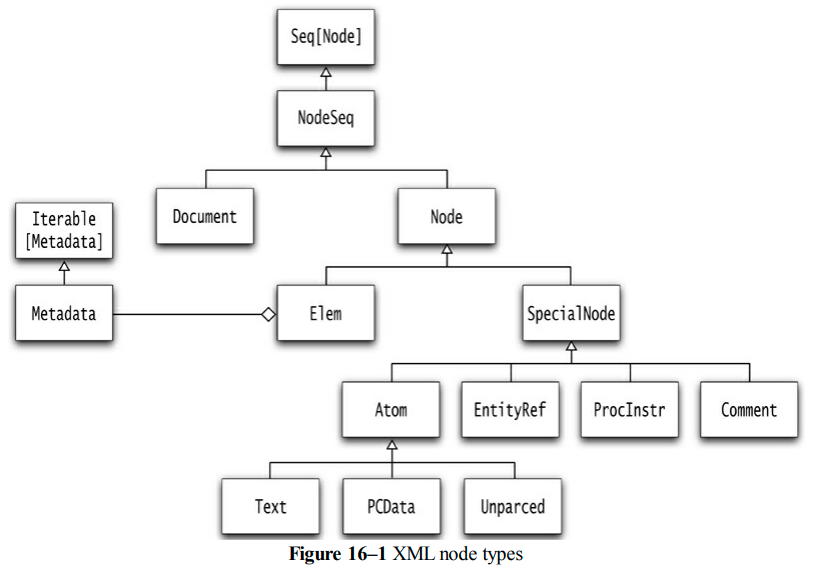 Seq[Node]
NodeSeq
Document
Node
Iterable
[Metadata]
Metadata
Elem
SpecialNode
Atom
EntityRef
ProcInstr
Comment
Text
PCData
Unparced
Figure 16–1 XML node types